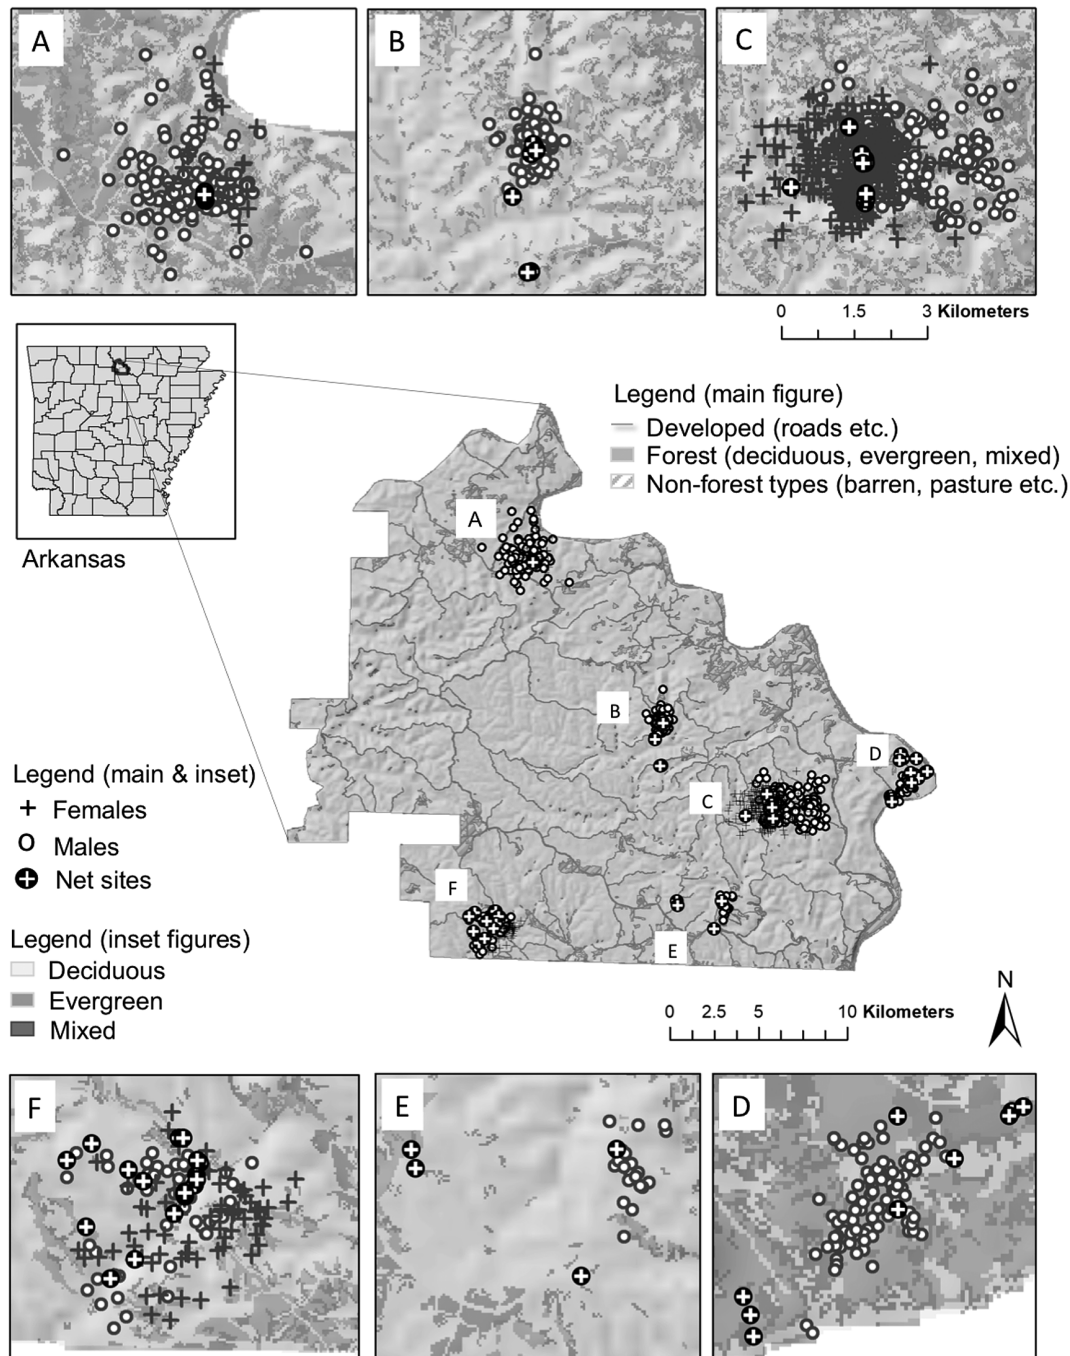 A
B
C
0 1.5 3 Kilometers
Arkansas
Legend (main figure)
Developed (roads etc.)
Forest (deciduous, evergreen, mixed)
Non-forest types (barren, pasture etc.)
A
B
D
C
F
E
Legend (main & inset)
Females
Males
Net sites
Legend (inset figures)
Deciduous
Evergreen
Mixed
N
0 2.5 5 10 Kilometers
F
E
D